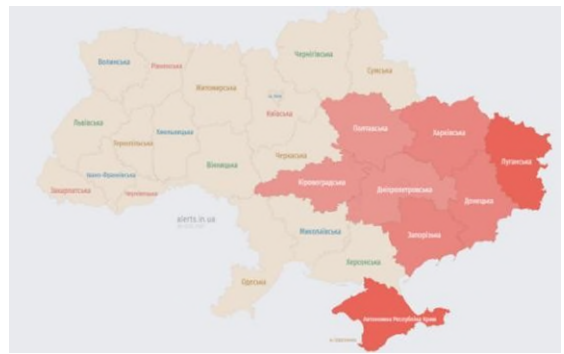 Чернігівська
Волинська
Рівненська
Сумська
Житомирська
м. Київ
Київська
Львівська
Тернопільська
Хмельницька
Полтавська
Харківська
Черкаська
Луганська
Вінницька
Івано-Франківська
Закарпатська
Чернівецька
Кіровоградська
Дніпропетровська
Донецька
alerts.in.ua
Миколаївська
Запорізька
Херсонська
Одеська
Автономна Республіка Крим